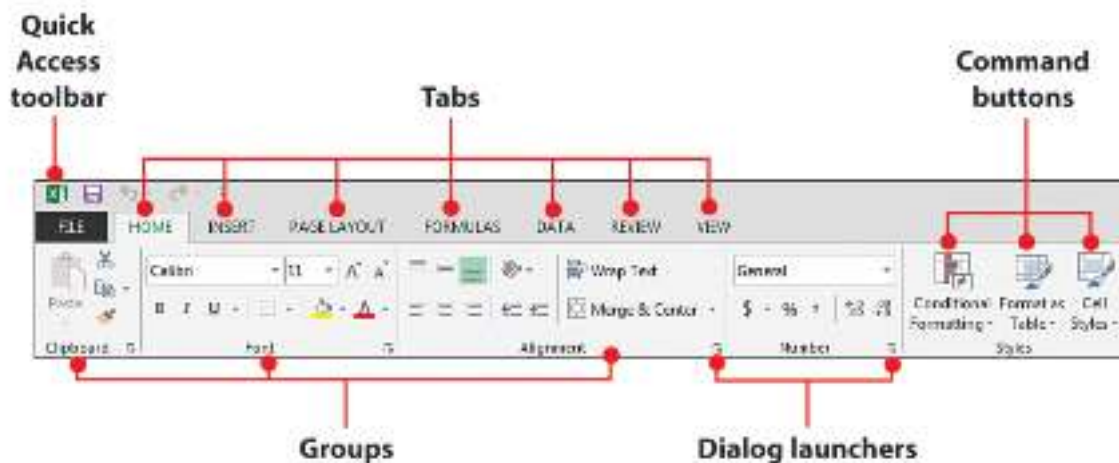 Quick
Access
toolbar
Tabs
Command
buttons
FILE HOME INSERT PAGE LAYOUT FORMULAS DATA REVIEW VIEW
Paste
Calibri 11
Wrap Text
General
B I U
A
Merge & Center
$ % ,
Conditional Format as Cell
Formatting Table Styles
Clipboard Font Alignment Number Styles
Groups
Dialog launchers